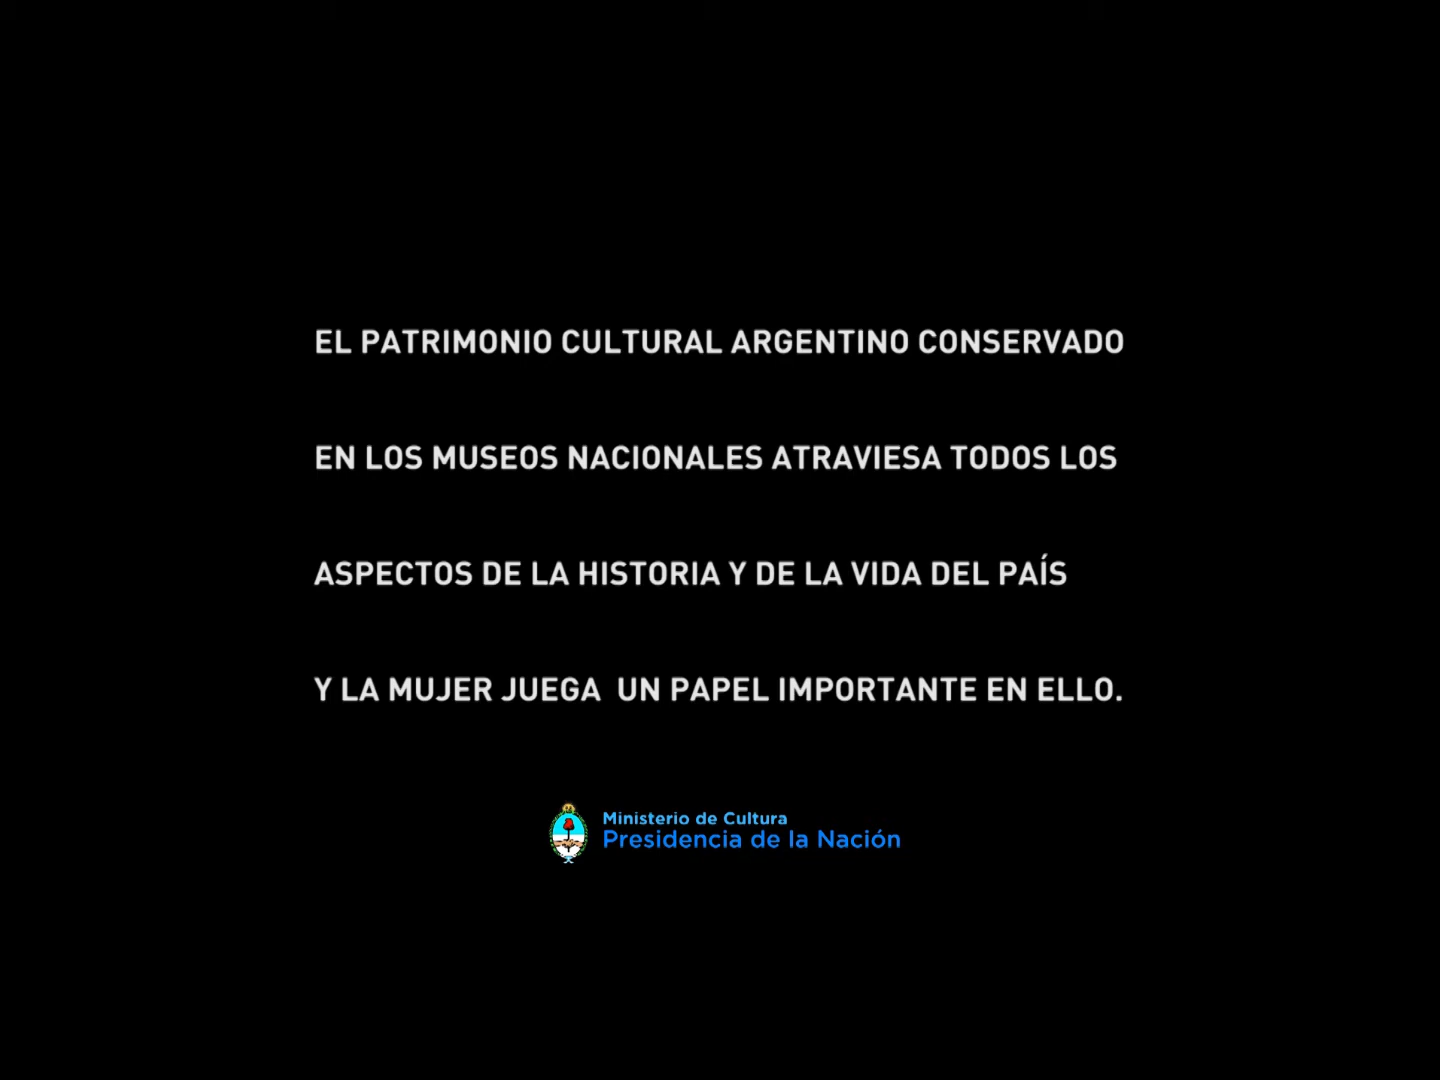 EL PATRIMONIO CULTURAL ARGENTINO CONSERVADO
EN LOS MUSEOS NACIONALES ATRAVIESA TODOS LOS
ASPECTOS DE LA HISTORIA Y DE LA VIDA DEL PAÍS
Y LA MUJER JUEGA  UN PAPEL IMPORTANTE EN ELLO.
Ministerio de Cultura
Presidencia de la Nación